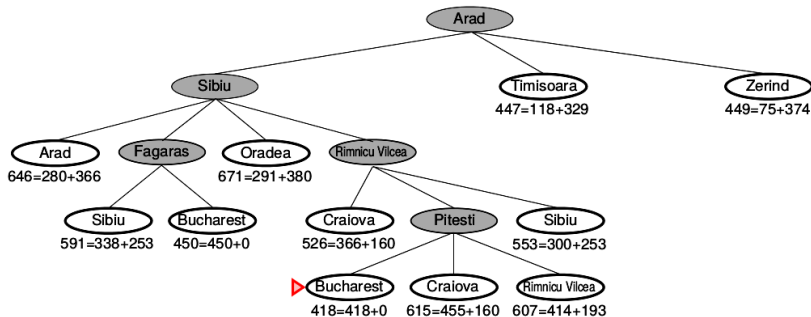 Arad
Sibiu
Timisoara
Zerind
447=118+329
449=75+374
Arad
Fagaras
Oradea
Rimnicu Vilcea
646=280+366
671=291+380
Sibiu
Bucharest
Craiova
Pitesti
Sibiu
591=338+253
450=450+0
526=366+160
553=300+253
Bucharest
Craiova
Rimnicu Vilcea
418=418+0
615=455+160
607=414+193